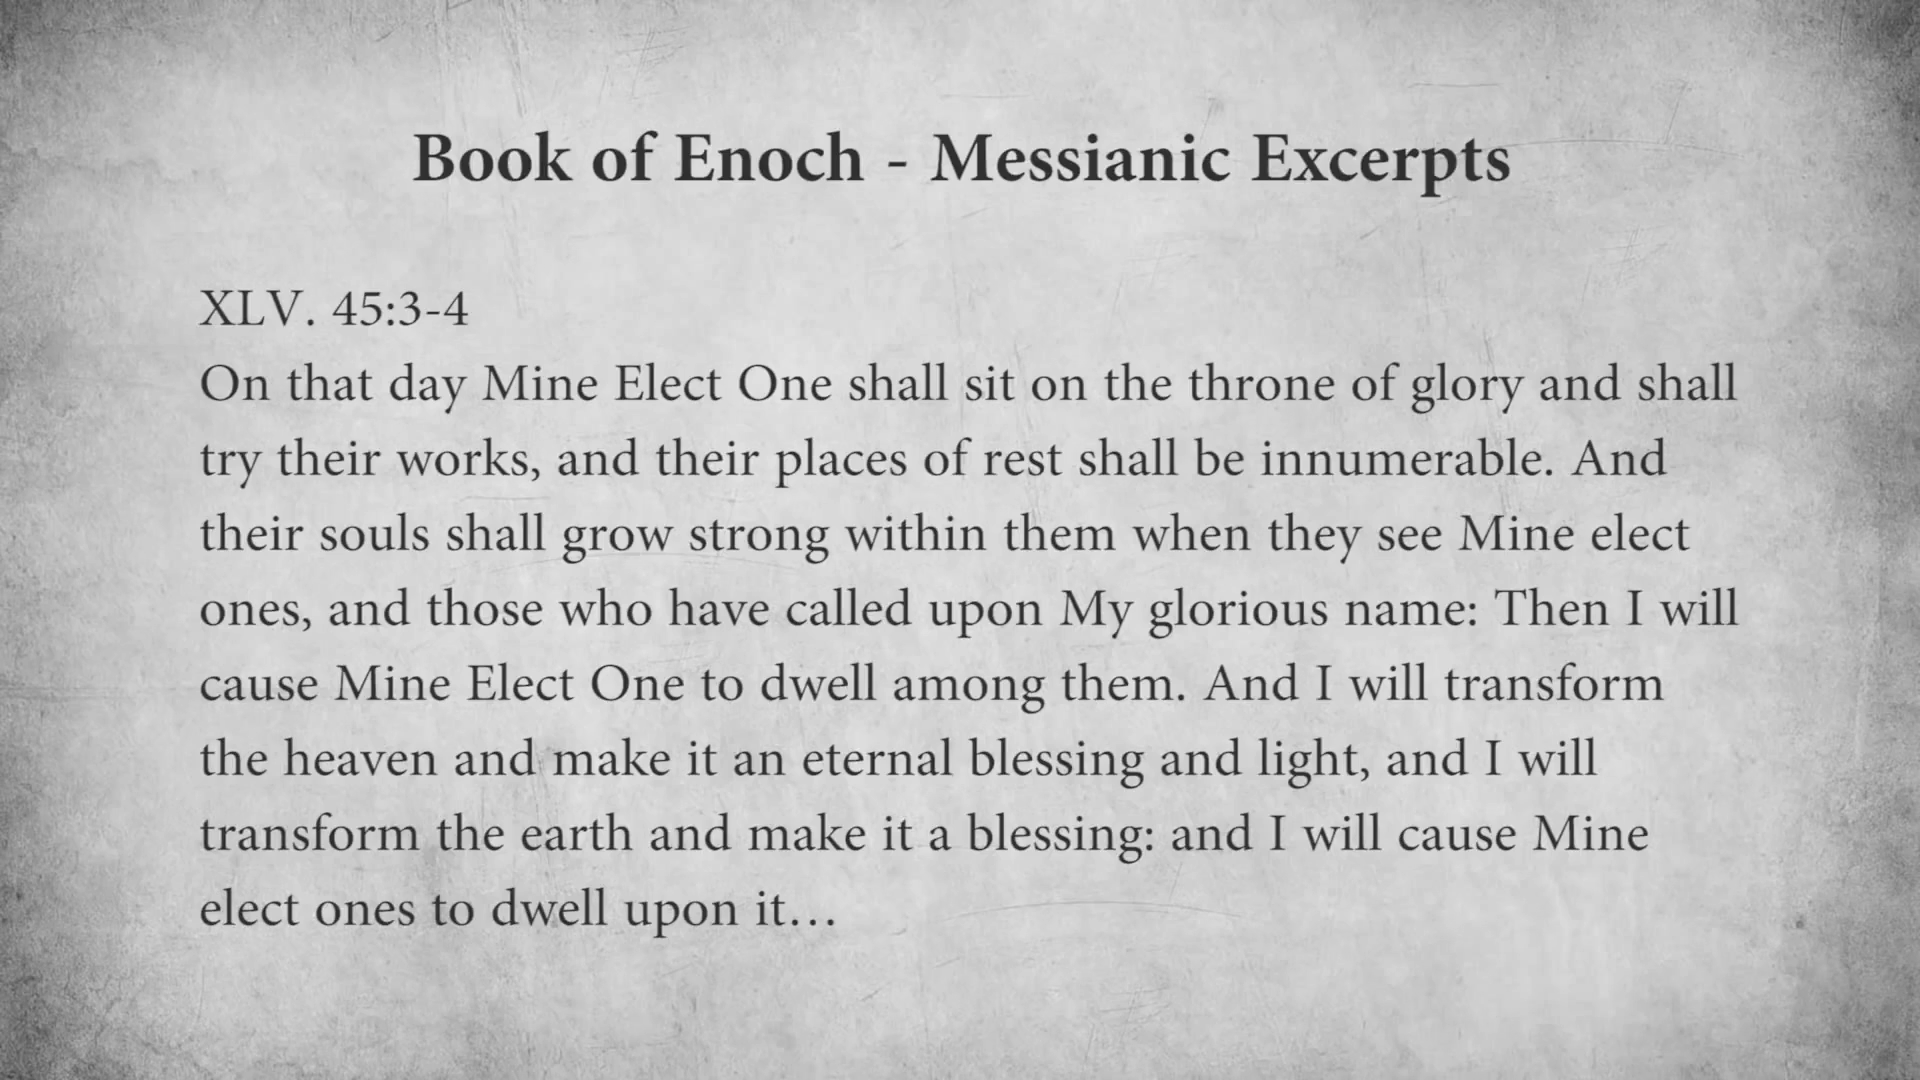 Book of Enoch - Messianic Excerpts
XLV. 45:3-4
On that day Mine Elect One shall sit on the throne of glory and shall
try their works, and their places of rest shall be innumerable. And
their souls shall grow strong within them when they see Mine elect
ones, and those who have called upon My glorious name: Then I will
cause Mine Elect One to dwell among them. And I will transform
the heaven and make it an eternal blessing and light, and I will
transform the earth and make it a blessing: and I will cause Mine
elect ones to dwell upon it…